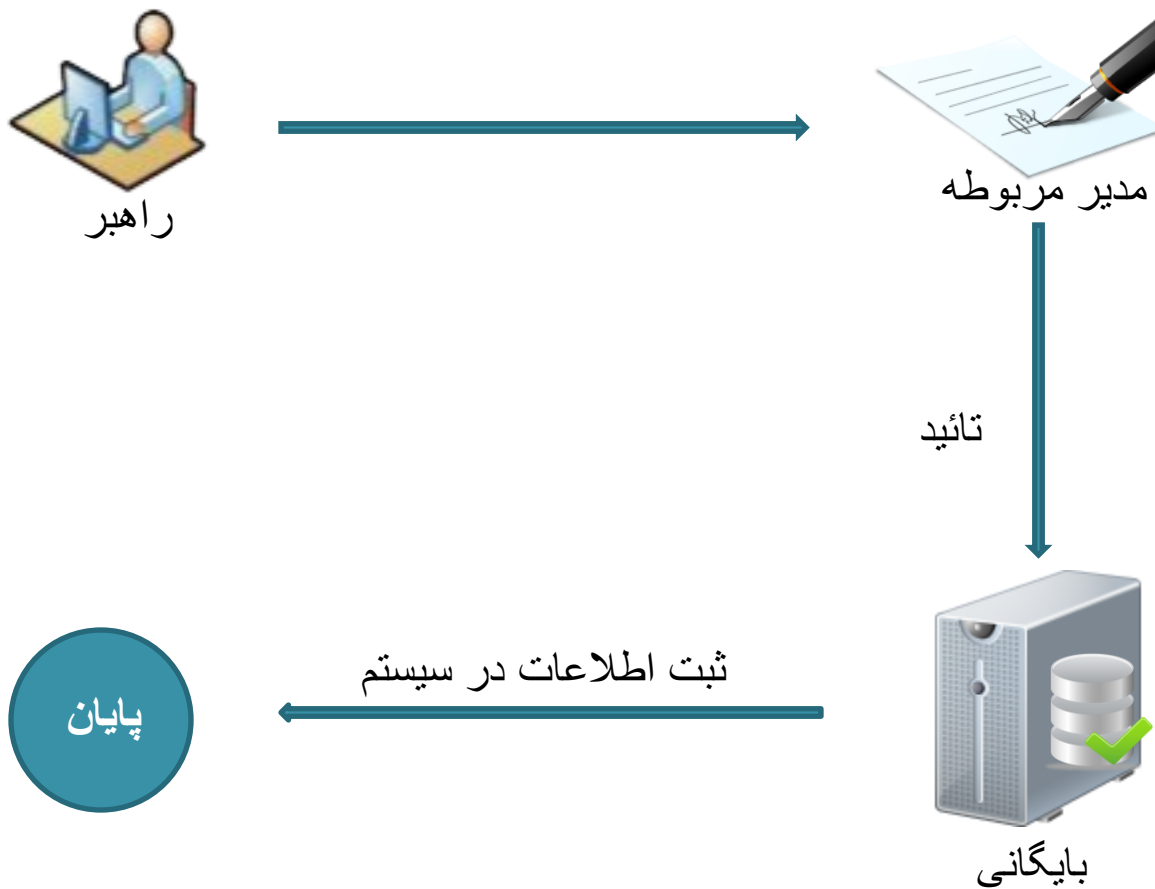 راهبر
مدیر مربوطه
تائید
ثبت اطلاعات در سیستم
پایان
بایگانی